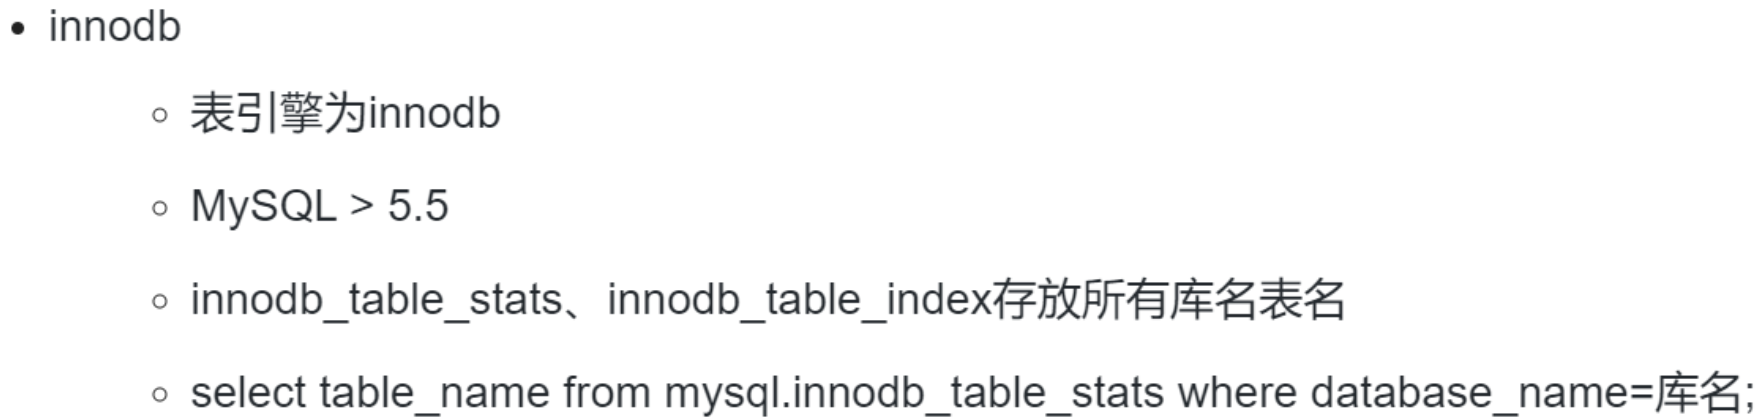 innodb
表引擎为innodb
MySQL > 5.5
innodb_table_stats、innodb_table_index存放所有库名表名
select table_name from mysql.innodb_table_stats where database_name=库名;